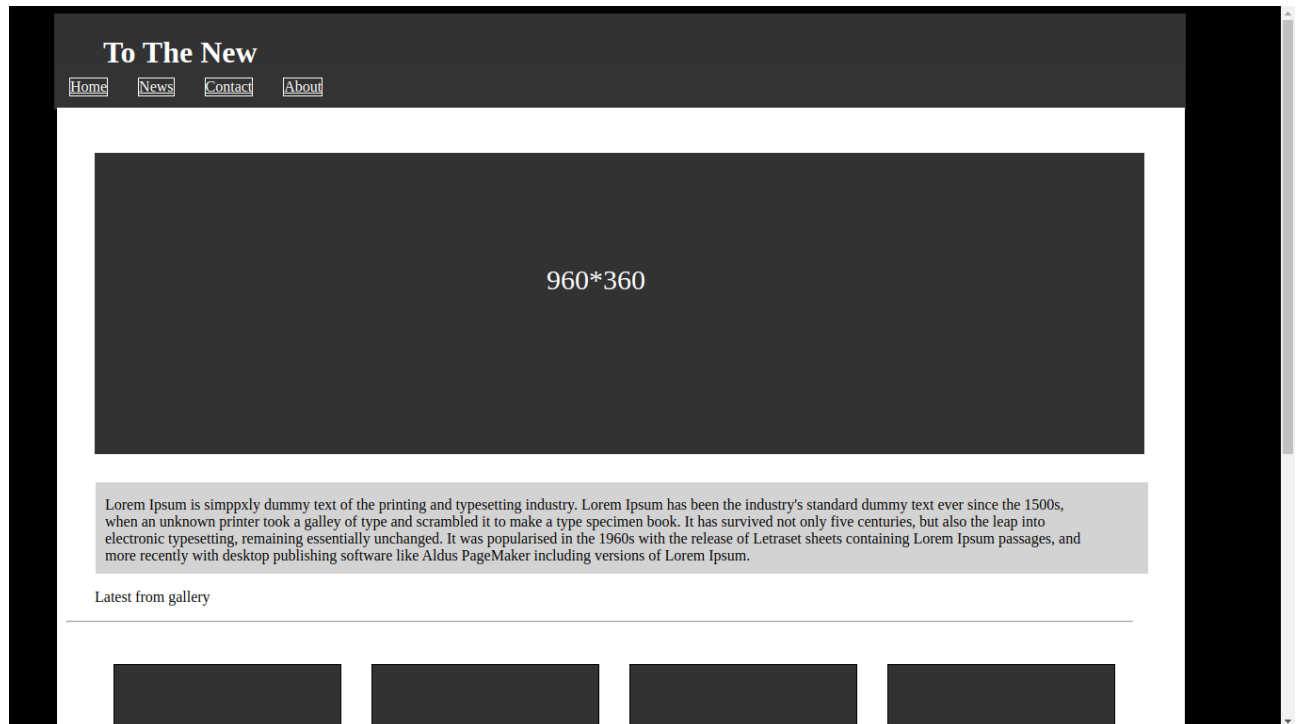 To The New
Home News Contact About
960*360
Lorem Ipsum is simppxly dummy text of the printing and typesetting industry. Lorem Ipsum has been the industry's standard dummy text ever since the 1500s,
when an unknown printer took a galley of type and scrambled it to make a type specimen book. It has survived not only five centuries, but also the leap into
electronic typesetting, remaining essentially unchanged. It was popularised in the 1960s with the release of Letraset sheets containing Lorem Ipsum passages, and
more recently with desktop publishing software like Aldus PageMaker including versions of Lorem Ipsum.
Latest from gallery